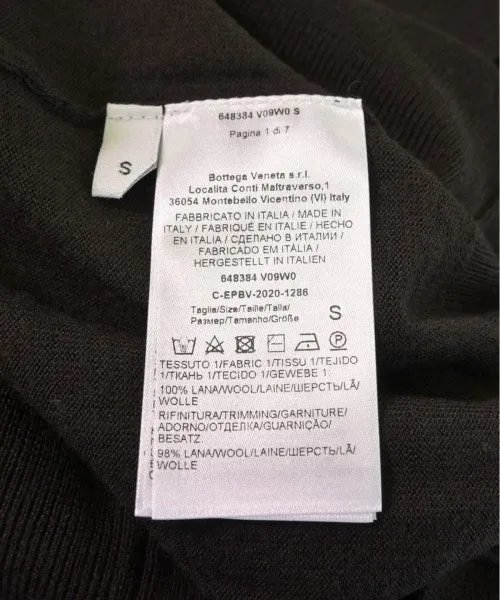 648384 V09W0 S
Pagina 1 di 7
S
Bottega Veneta s.r.l.
Località Conti Maltraverso,1
36054 Montebello Vicentino (VI) Italy
FABBRICATO IN ITALIA / MADE IN
ITALY / FABRIQUÉ EN ITALIE / HECHO
EN ITALIA / СДЕЛАНО В ИТАЛИИ /
FABRICADO EM ITÁLIA /
HERGESTELLT IN ITALIEN
648384 V09W0
C-EPBV-2020-1286
Taglia/Size/Taille/Talla/
Размер/Tamanho/Größe S
TESSUTO 1/FABRIC 1/TISSU 1/TEJIDO
1/ТКАНЬ 1/TECIDO 1/GEWEBE 1:
100% LANA/WOOL/LAINE/ШЕРСТЬ/LÃ/
WOLLE
RIFINITURA/TRIMMING/GARNITURE/
ADORNO/ОТДЕЛКА/GUARNIÇÃO/
BESATZ:
98% LANA/WOOL/LAINE/ШЕРСТЬ/LÃ/
WOLLE